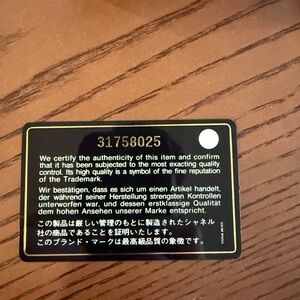 31758025
We certify the authenticity of this item and confirm
that it has been subjected to the most exacting quality
control. Its high quality is a symbol of the fine reputation
of the Trademark.
Wir bestätigen, dass es sich um einen Artikel handelt,
der während seiner Herstellung strengsten Kontrollen
unterworfen war, und dessen erstklassige Qualität
dem hohen Ansehen unserer Marke entspricht.
この製品は厳しい管理のもとに製造されたシャネル
社の商品であることを証明いたします。
このブランド・マークは最高級品質の象徴です。